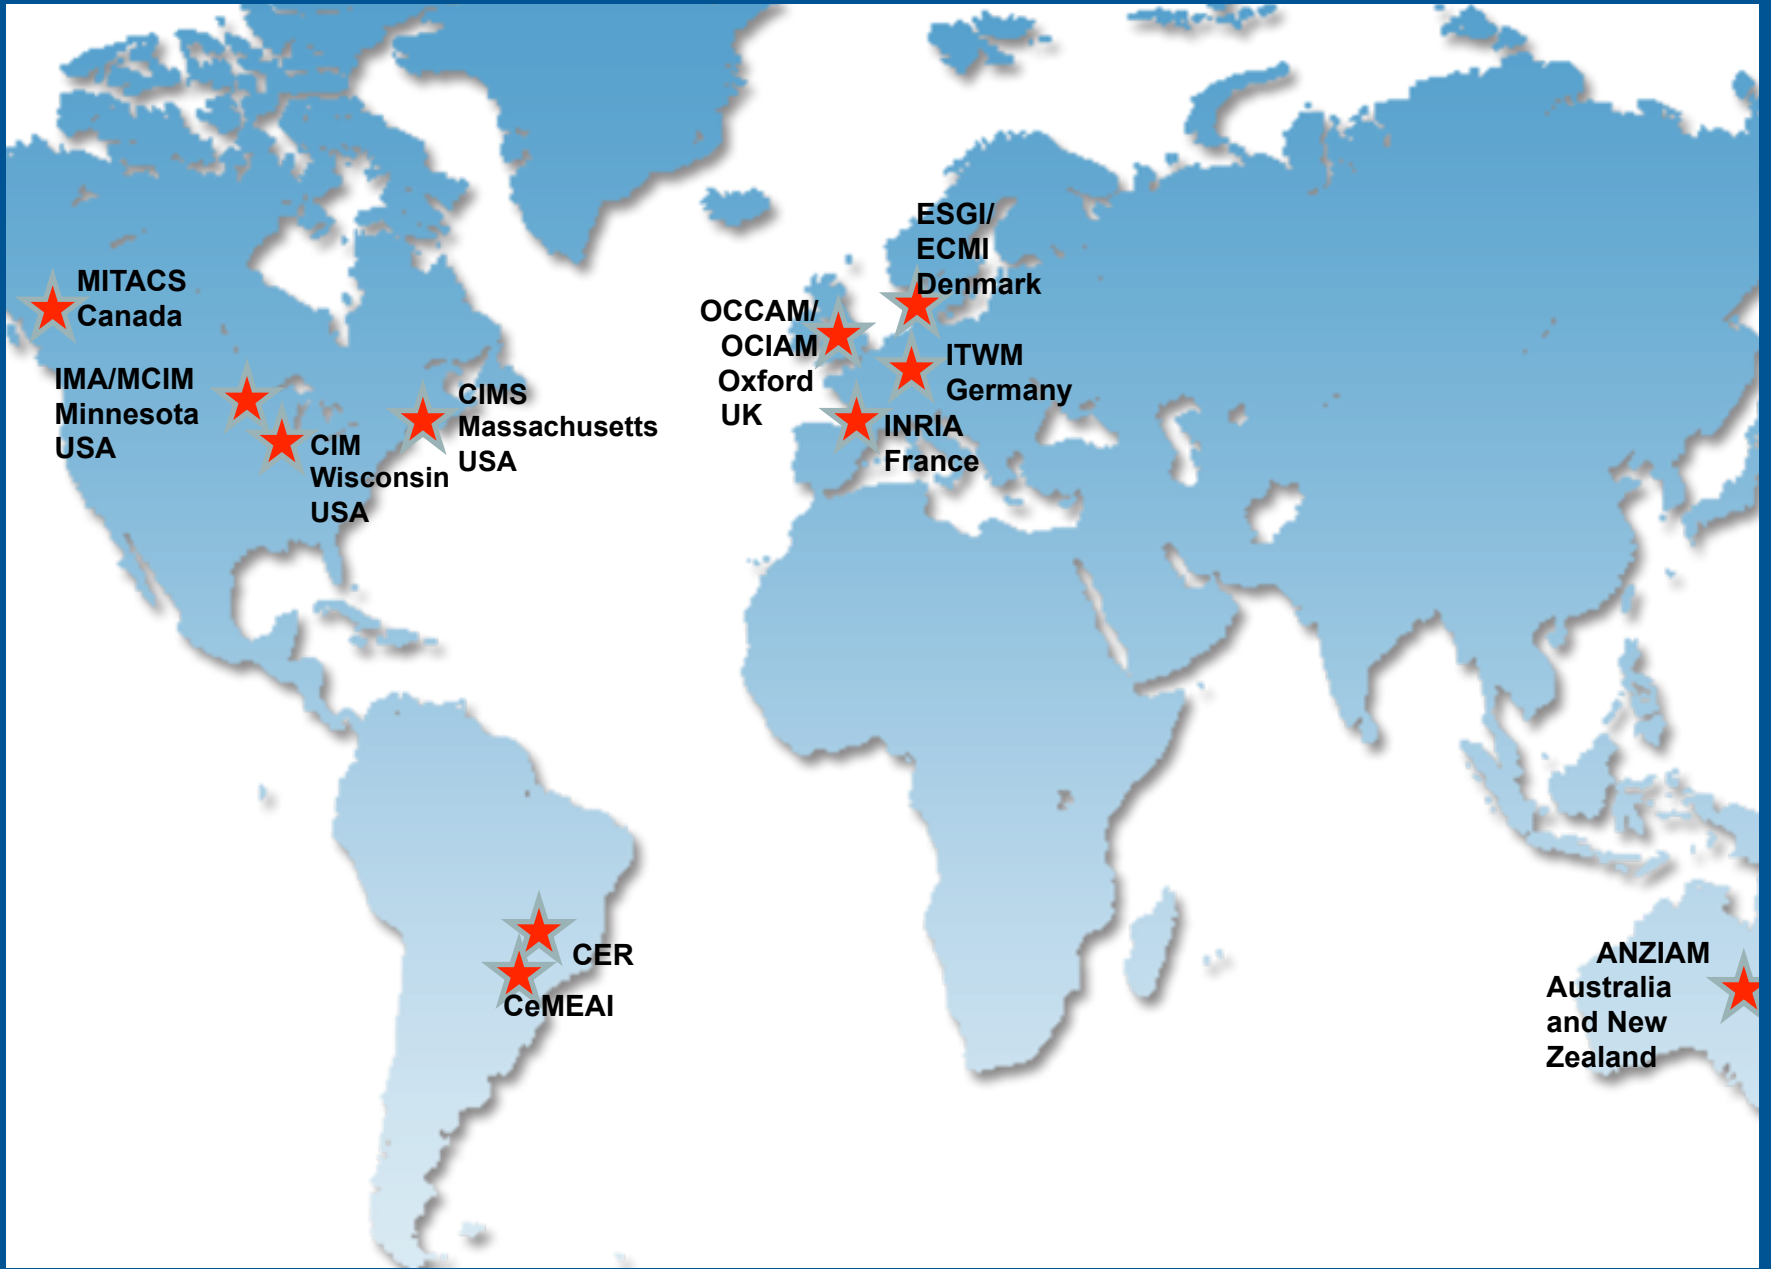 MITACS
Canada
IMA/MCIM
Minnesota
USA
CIM
Wisconsin
USA
CIMS
Massachusetts
USA
ESGI/
ECMI
Denmark
OCCAM/
OCIAM
Oxford
UK
ITWM
Germany
INRIA
France
CER
CeMEAI
ANZIAM
Australia
and New
Zealand